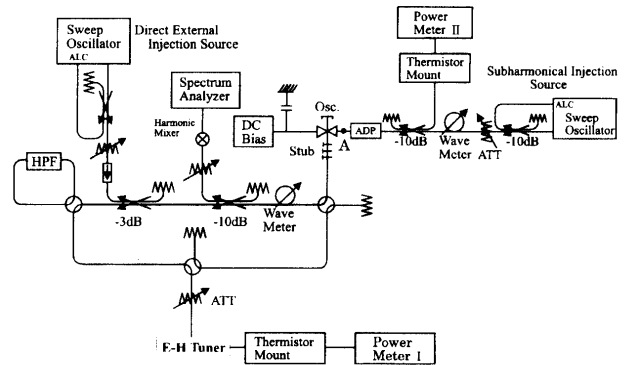 Sweep
Oscillator
ALC
Direct External
Injection Source
Power
Meter II
Thermistor
Mount
Subharmonical Injection
Source
Spectrum
Analyzer
Harmonic
Mixer
Osc.
DC
Bias
Stub
A
ADP
-10dB
Wave
Meter
ATT
-10dB
ALC
Sweep
Oscillator
HPF
-3dB
-10dB
Wave
Meter
ATT
E-H Tuner
Thermistor
Mount
Power
Meter I